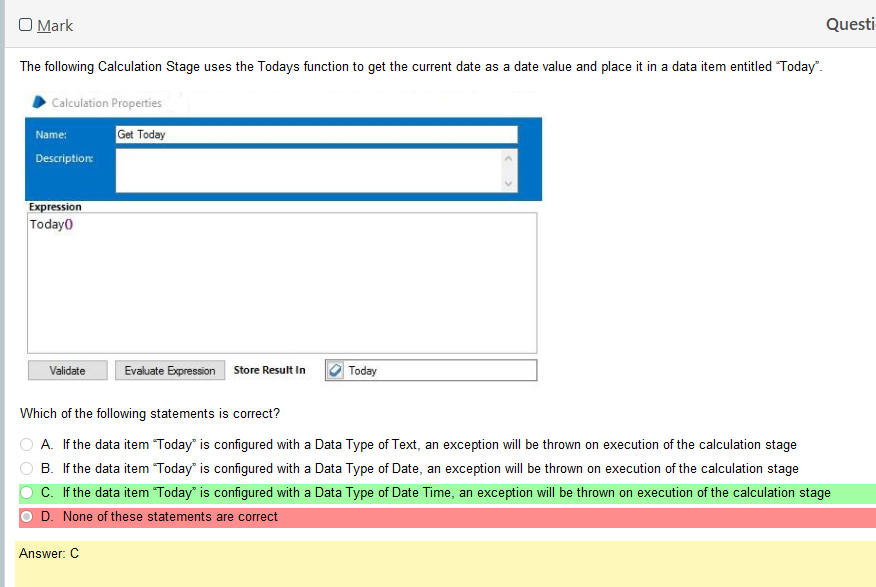 Mark
Questi
The following Calculation Stage uses the Todays function to get the current date as a date value and place it in a data item entitled “Today”.
Calculation Properties
Name:
Get Today
Description:
Expression
Today()
Validate
Evaluate Expression
Store Result In
Today
Which of the following statements is correct?
A. If the data item “Today” is configured with a Data Type of Text, an exception will be thrown on execution of the calculation stage
B. If the data item “Today” is configured with a Data Type of Date, an exception will be thrown on execution of the calculation stage
C. If the data item “Today” is configured with a Data Type of Date Time, an exception will be thrown on execution of the calculation stage
D. None of these statements are correct
Answer: C